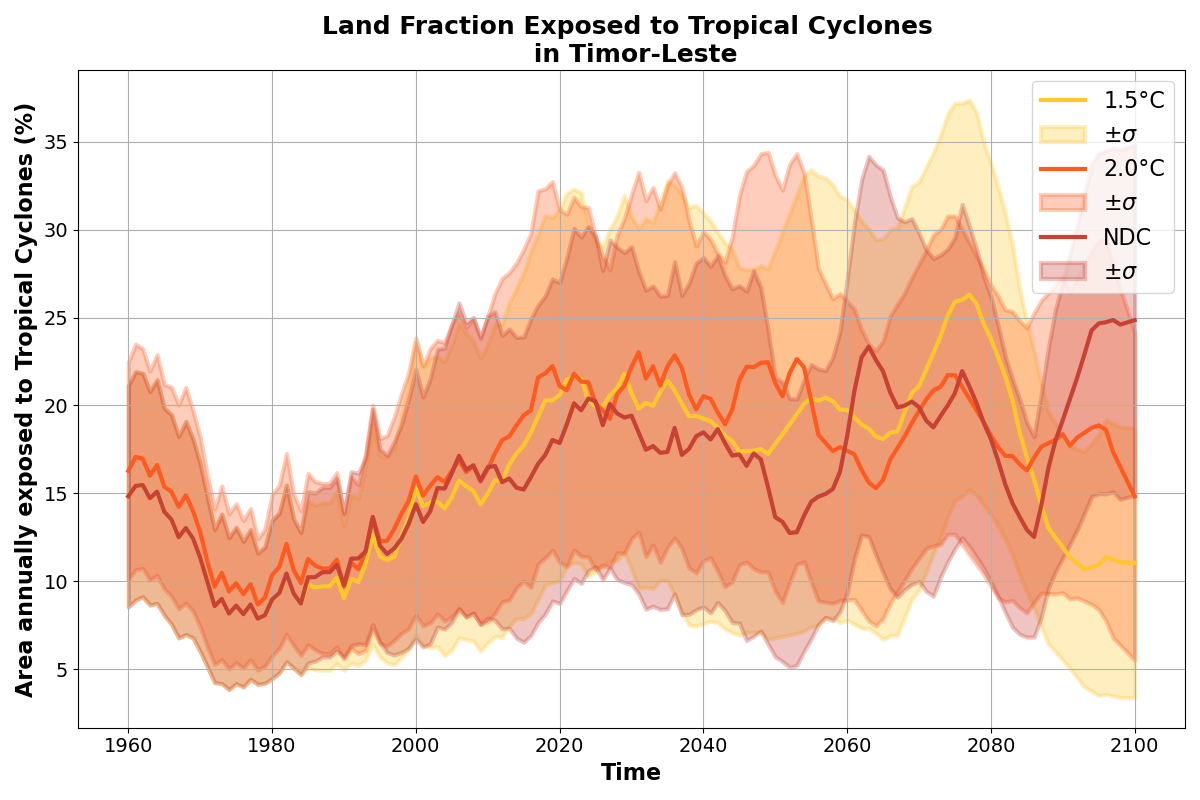 Land Fraction Exposed to Tropical Cyclones
in Timor-Leste
Area annually exposed to Tropical Cyclones (%)
35
30
25
20
15
10
5
1960
1980
2000
2020
2040
2060
2080
2100
Time
1.5°C
±σ
2.0°C
±σ
NDC
±σ